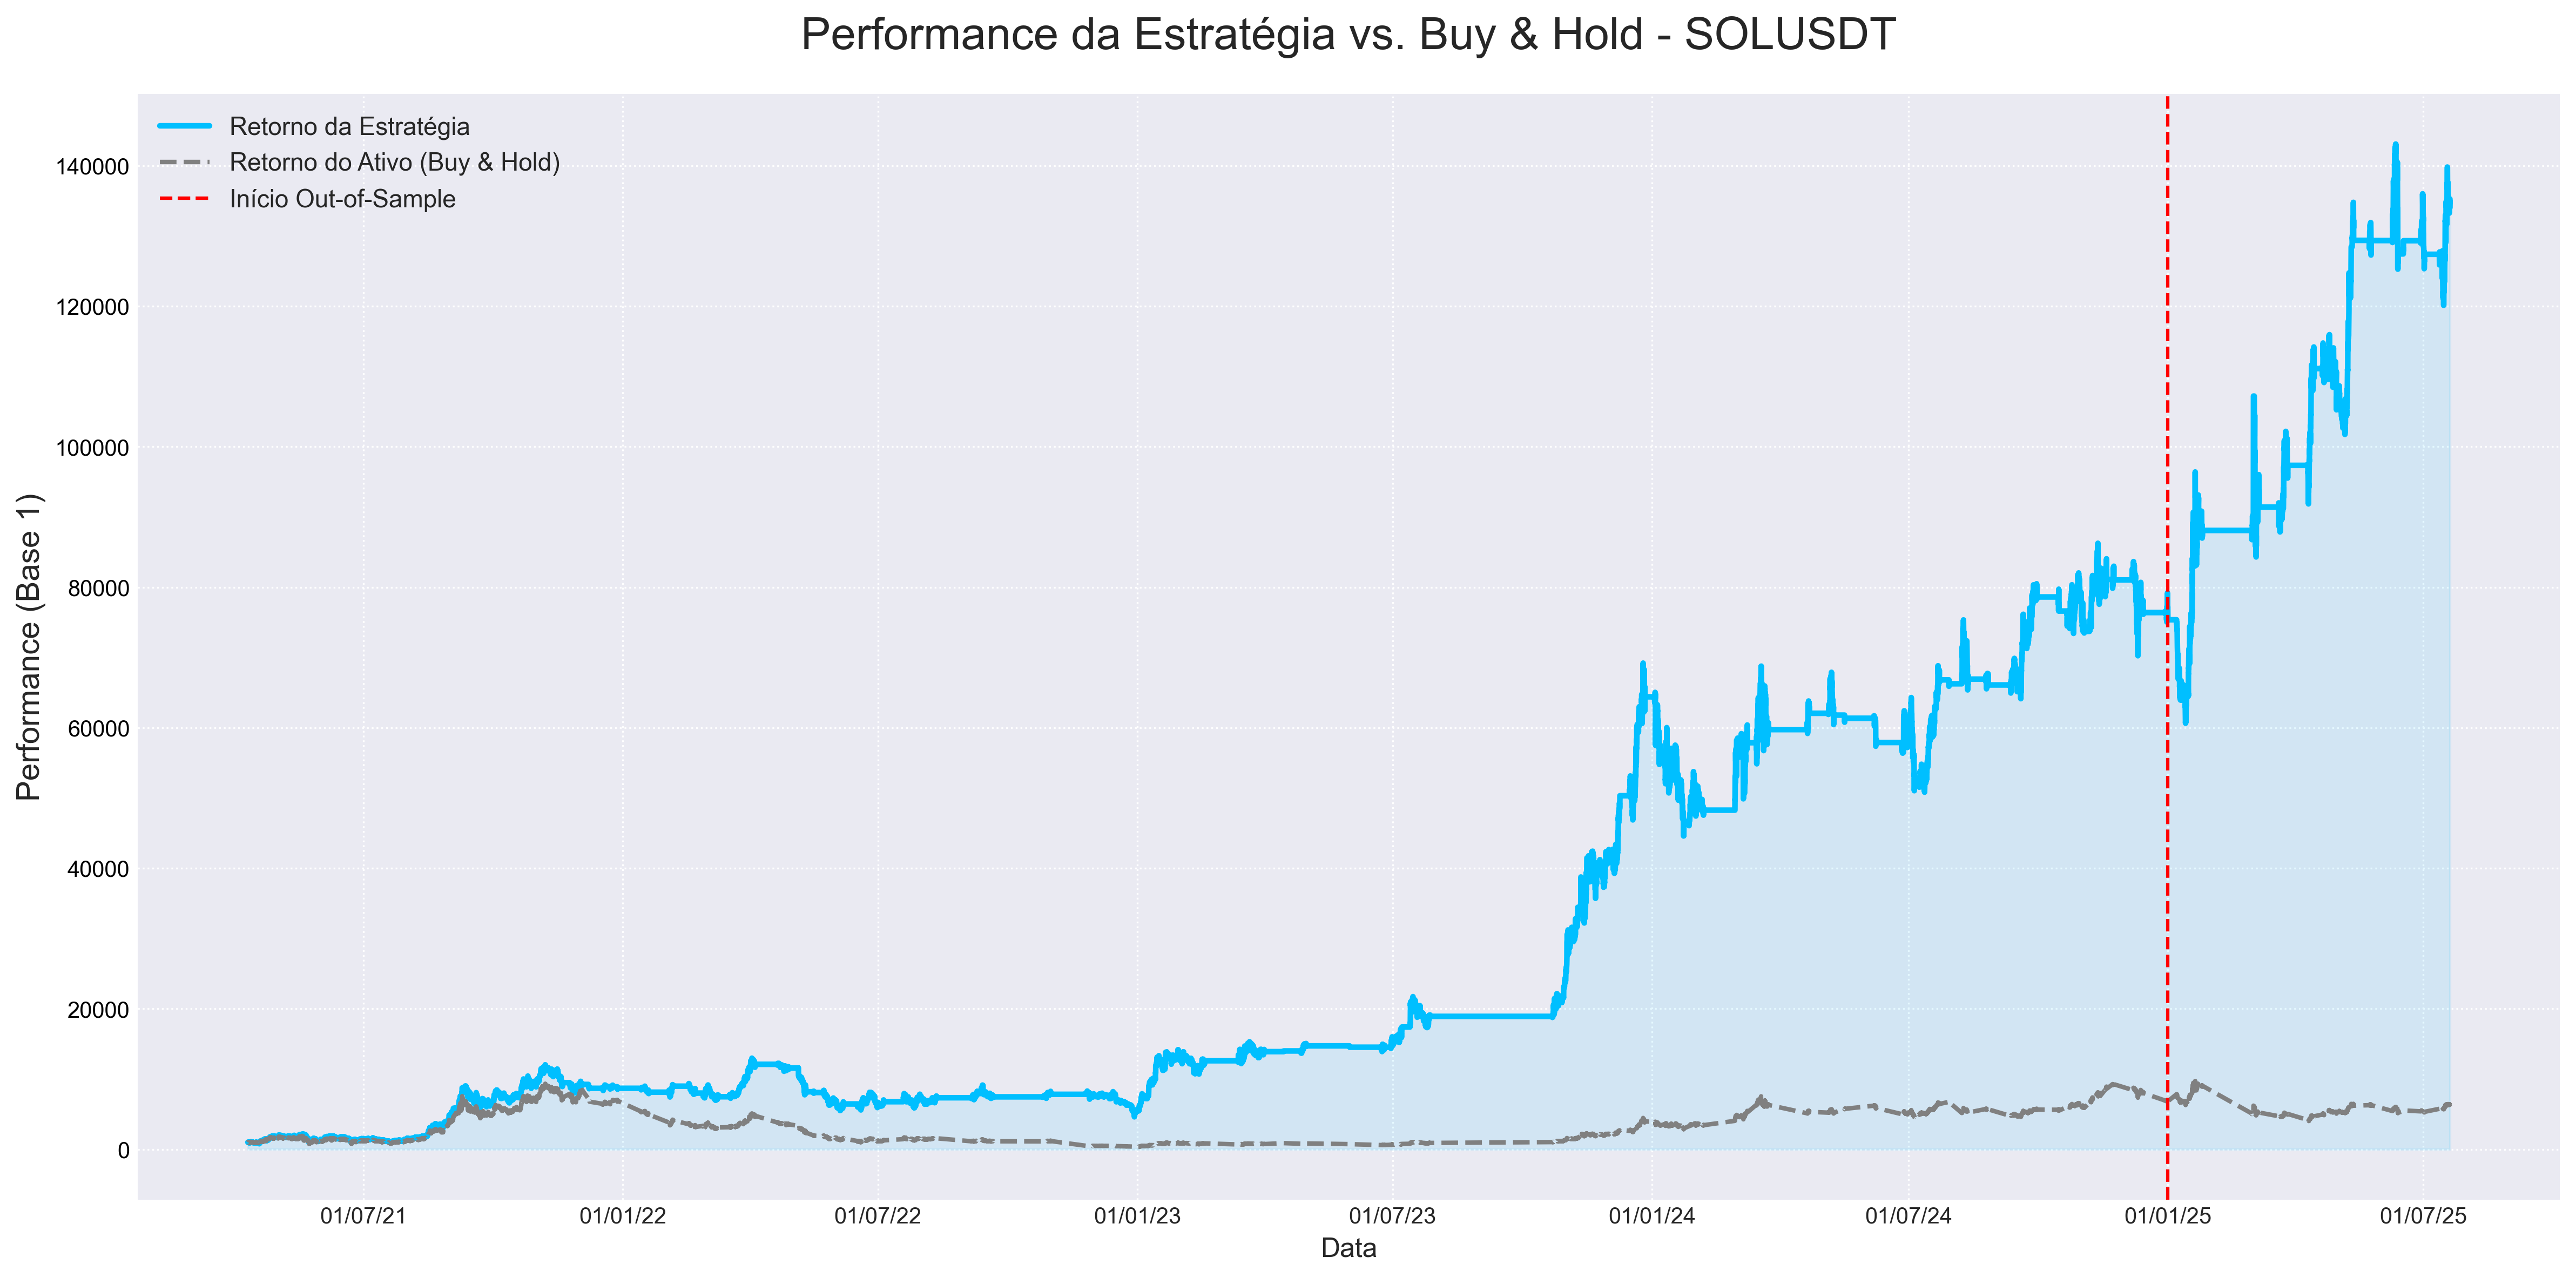 Performance da Estratégia vs. Buy & Hold - SOLUSDT
Retorno da Estratégia
Retorno do Ativo (Buy & Hold)
Início Out-of-Sample
Performance (Base 1)
140000
120000
100000
80000
60000
40000
20000
0
01/07/21
01/01/22
01/07/22
01/01/23
01/07/23
01/01/24
01/07/24
01/01/25
01/07/25
Data